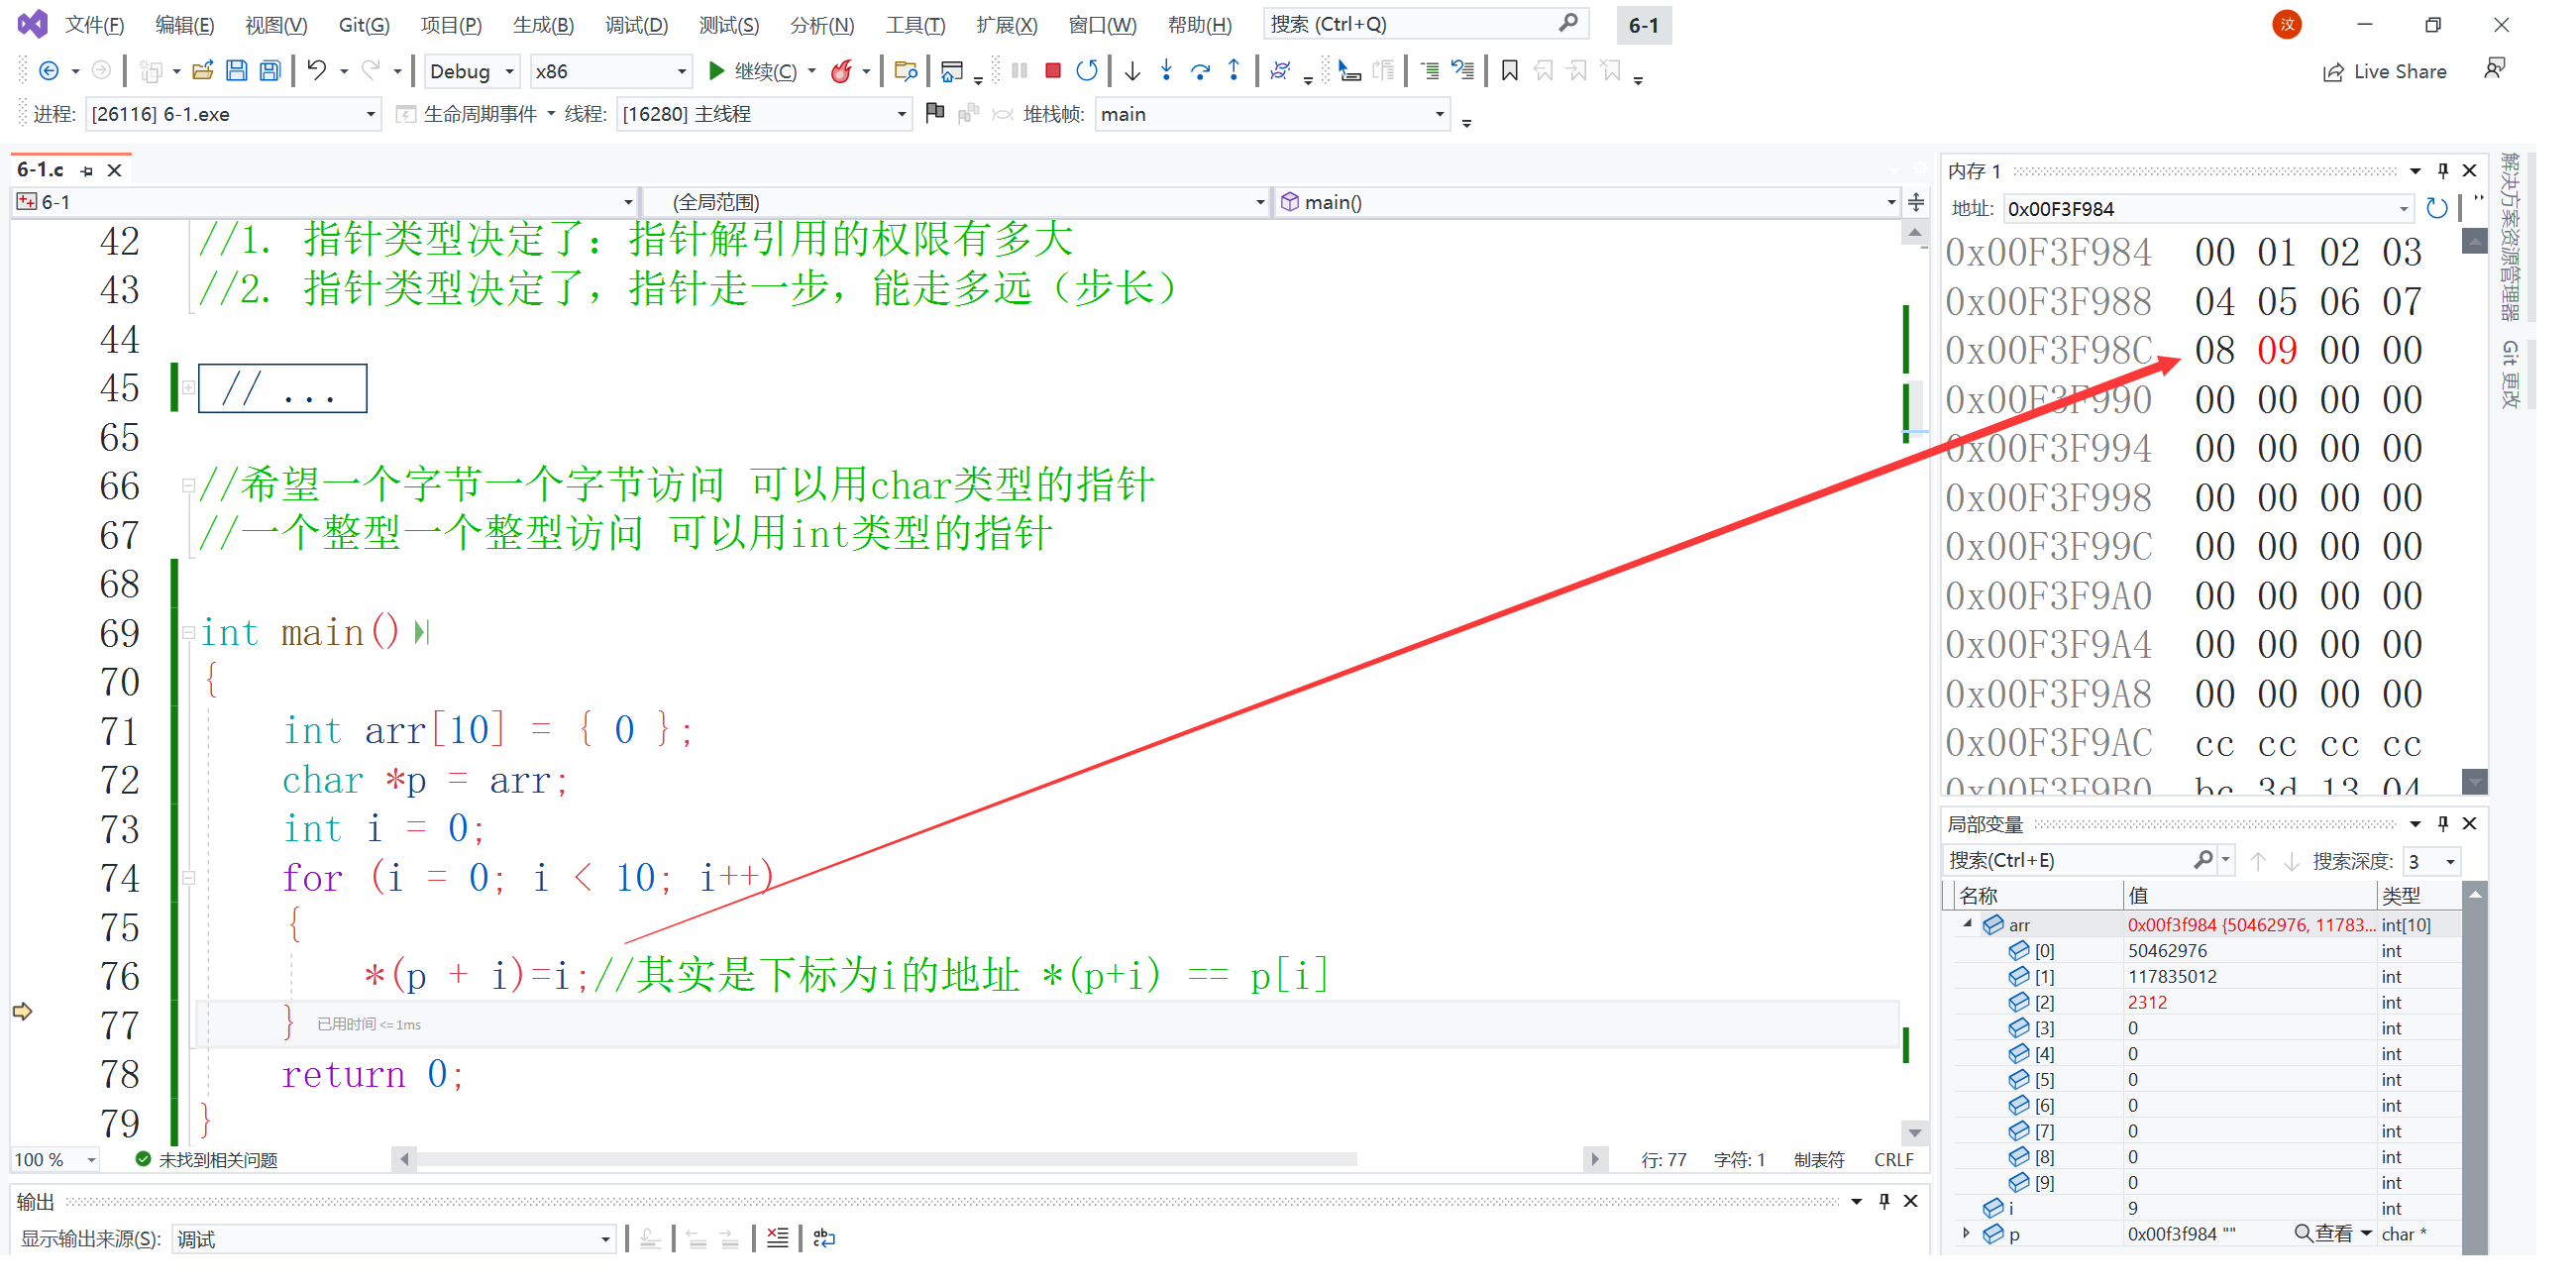 文件(F) 编辑(E) 视图(V) Git(G) 项目(P) 生成(B) 调试(D) 测试(S) 分析(N) 工具(T) 扩展(X) 窗口(W) 帮助(H) 搜索 (Ctrl+Q) 6-1 汶
Debug x86 继续(C) Live Share
进程: [26116] 6-1.exe 生命周期事件 线程: [16280] 主线程 堆栈帧: main
6-1.c
6-1 (全局范围) main()
42 //1. 指针类型决定了：指针解引用的权限有多大
43 //2. 指针类型决定了，指针走一步，能走多远（步长）
44
45 // ...
65
66 //希望一个字节一个字节访问 可以用char类型的指针
67 //一个整型一个整型访问 可以用int类型的指针
68
69 int main()
70 {
71 int arr[10] = { 0 };
72 char *p = arr;
73 int i = 0;
74 for (i = 0; i < 10; i++)
75 {
76 *(p + i)=i;//其实是下标为i的地址 *(p+i) == p[i]
77 } 已用时间 <= 1ms
78 return 0;
79 }
100 % 未找到相关问题 行: 77 字符: 1 制表符 CRLF
输出
显示输出来源(S): 调试
内存 1
地址: 0x00F3F984
0x00F3F984 00 01 02 03
0x00F3F988 04 05 06 07
0x00F3F98C 08 09 00 00
0x00F3F990 00 00 00 00
0x00F3F994 00 00 00 00
0x00F3F998 00 00 00 00
0x00F3F99C 00 00 00 00
0x00F3F9A0 00 00 00 00
0x00F3F9A4 00 00 00 00
0x00F3F9A8 00 00 00 00
0x00F3F9AC cc cc cc cc
0x00F3F9B0 bc 3d 13 04
局部变量
搜索(Ctrl+E) 搜索深度: 3
名称 值 类型
arr 0x00f3f984 {50462976, 11783... int[10]
[0] 50462976 int
[1] 117835012 int
[2] 2312 int
[3] 0 int
[4] 0 int
[5] 0 int
[6] 0 int
[7] 0 int
[8] 0 int
[9] 0 int
i 9 int
p 0x00f3f984 "" 查看 char *
解决方案资源管理器
Git 更改